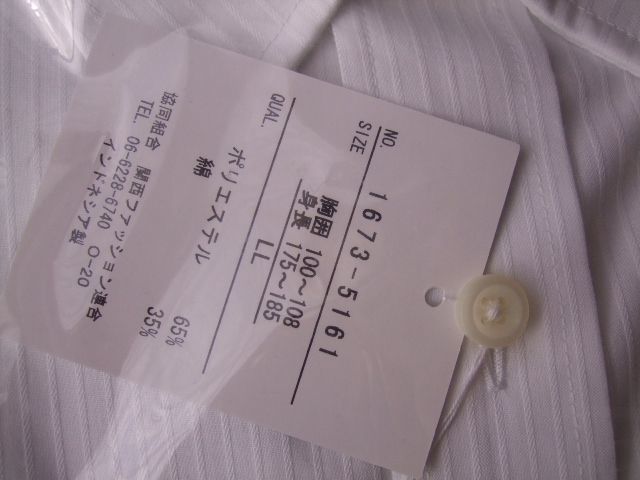 NO. 1673-5161
SIZE 胸囲 100~108
身長 175~185
LL
QUAL.
ポリエステル 65%
綿 35%
協同組合 関西ファッション連合
TEL. 06-6228-6740 O-20
インドネシア製